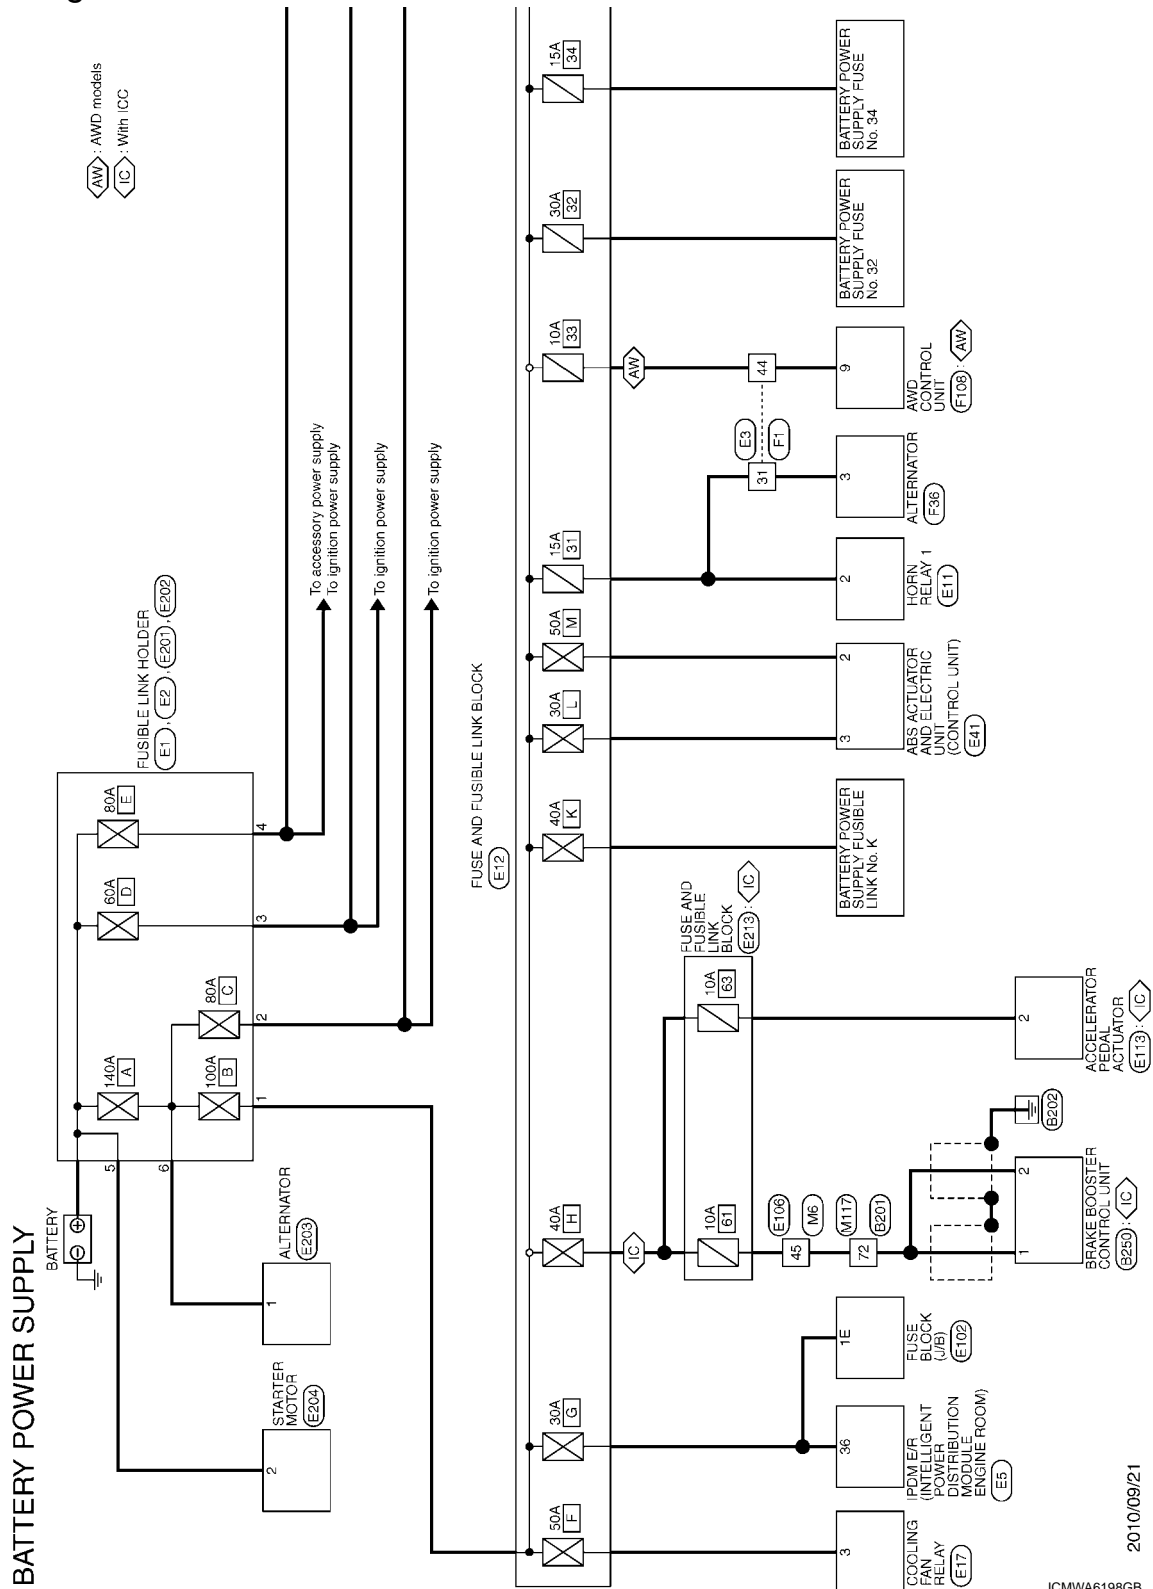 BATTERY POWER SUPPLY
AW : AWD models
IC : With ICC
BATTERY
FUSIBLE LINK HOLDER
E1 , E2 , E201 , E202
140A
A
100A
B
80A
C
60A
D
80A
E
5
6
1
2
3
4
To accessory power supply
To ignition power supply
To ignition power supply
To ignition power supply
STARTER
MOTOR
E204
2
ALTERNATOR
E203
1
FUSE AND FUSIBLE LINK BLOCK
E12
50A
F
30A
G
40A
H
40A
K
30A
L
50A
M
15A
31
10A
33
30A
32
15A
34
IC
AW
FUSE AND
FUSIBLE
LINK
BLOCK
E213 : IC
10A
61
10A
63
45
E106
M6
72
M117
B201
31
E3
F1
44
3
COOLING
FAN
RELAY
E17
36
IPDM E/R
(INTELLIGENT
POWER
DISTRIBUTION
MODULE
ENGINE ROOM)
E5
1E
FUSE
BLOCK
(J/B)
E102
1
2
BRAKE BOOSTER
CONTROL UNIT
B250 : IC
B202
2
ACCELERATOR
PEDAL
ACTUATOR
E113 : IC
BATTERY POWER
SUPPLY FUSIBLE
LINK No. K
3
2
ABS ACTUATOR
AND ELECTRIC
UNIT
(CONTROL UNIT)
E41
2
HORN
RELAY 1
E11
3
ALTERNATOR
F36
9
AWD
CONTROL
UNIT
F108 : AW
BATTERY POWER
SUPPLY FUSE
No. 32
BATTERY POWER
SUPPLY FUSE
No. 34
2010/09/21
JCMWA6198GB